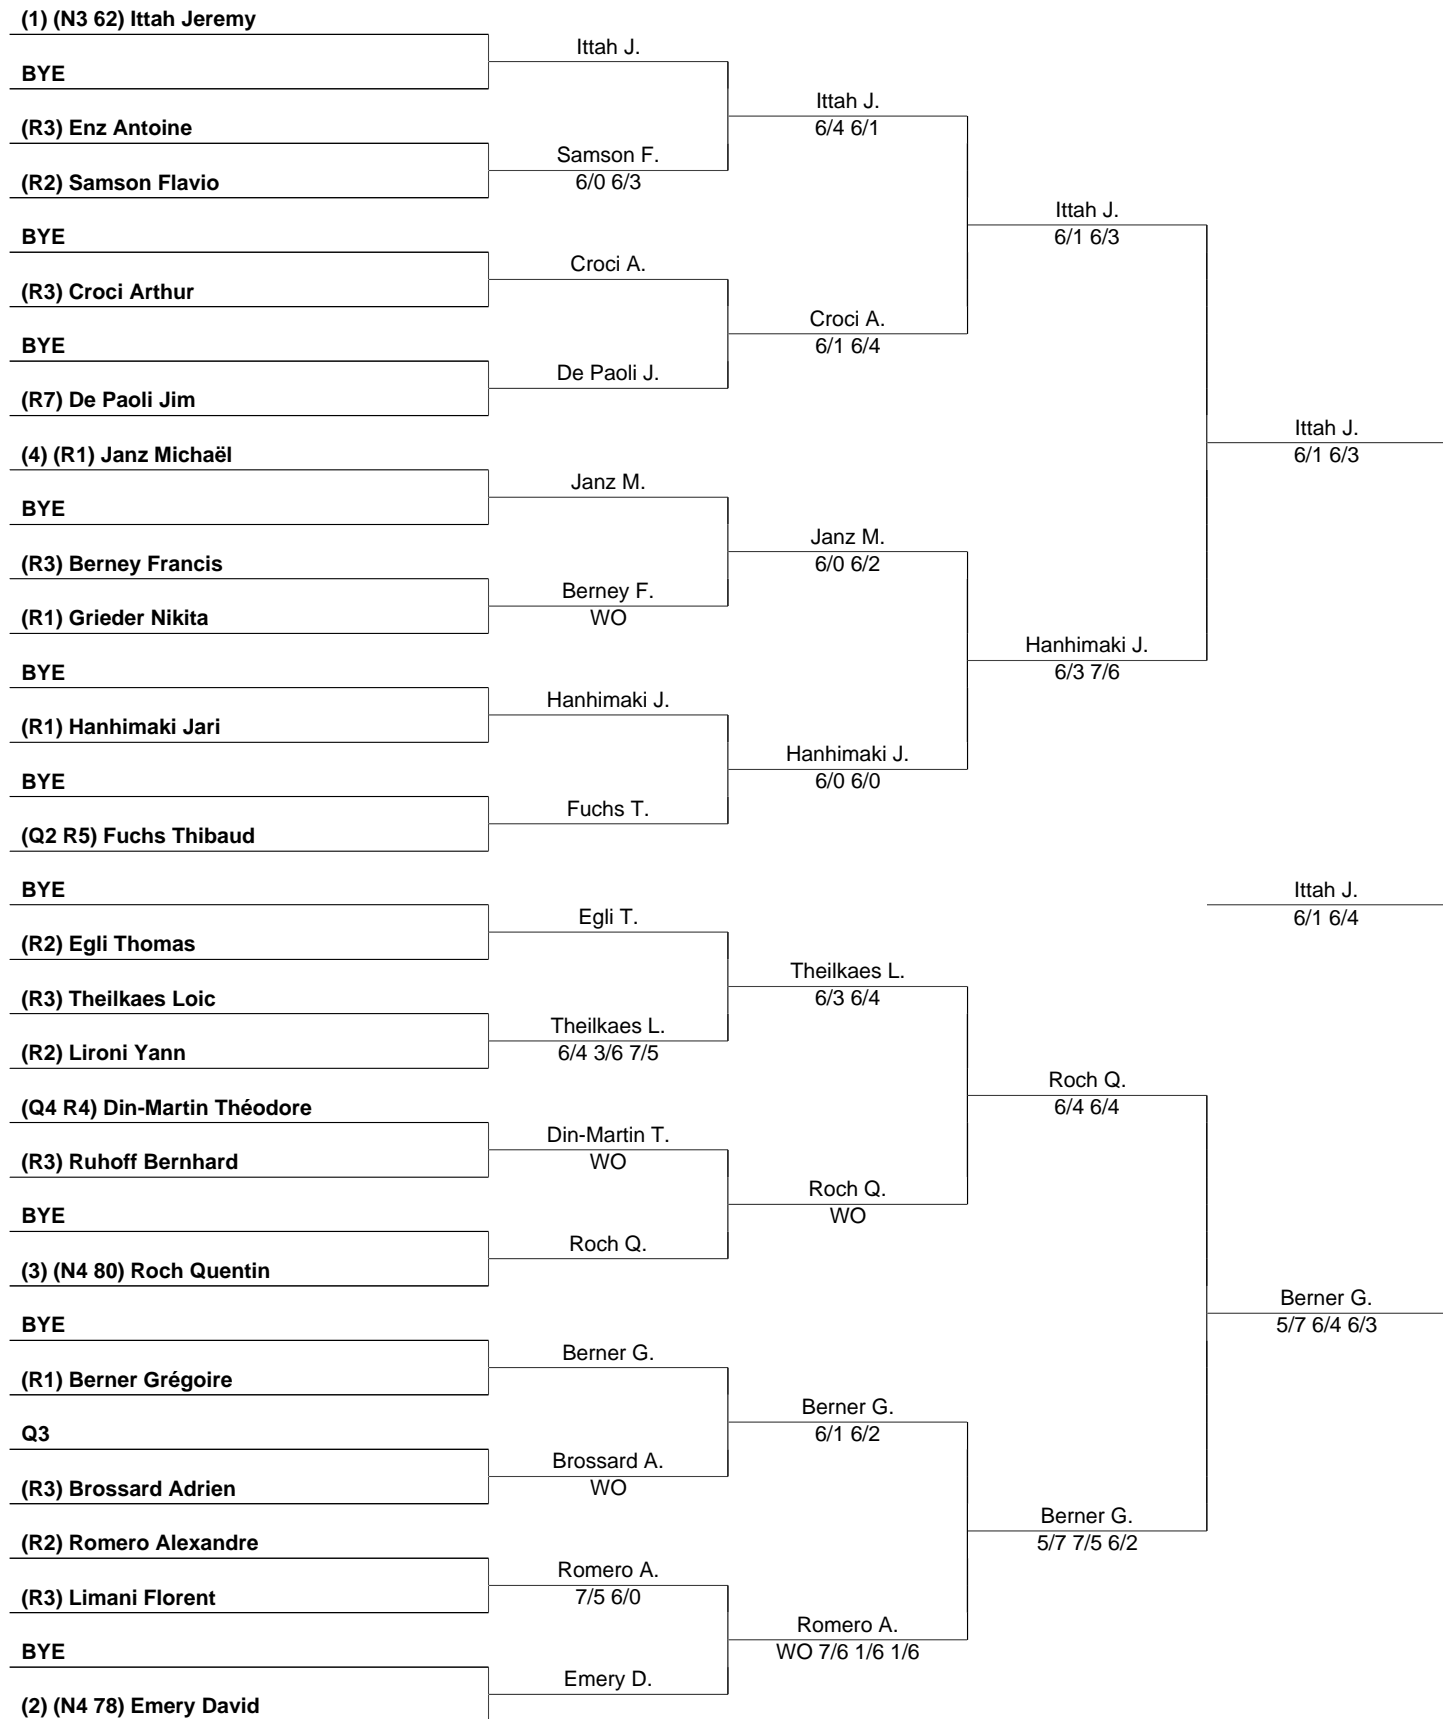 (1) (N3 62) Ittah Jeremy
Ittah J.
BYE
Ittah J.
6/4 6/1
(R3) Enz Antoine
Samson F.
6/0 6/3
(R2) Samson Flavio
Ittah J.
6/1 6/3
BYE
Croci A.
(R3) Croci Arthur
Croci A.
6/1 6/4
BYE
De Paoli J.
(R7) De Paoli Jim
Ittah J.
6/1 6/3
(4) (R1) Janz Michaël
Janz M.
BYE
Janz M.
6/0 6/2
(R3) Berney Francis
Berney F.
WO
(R1) Grieder Nikita
Hanhimaki J.
6/3 7/6
BYE
Hanhimaki J.
(R1) Hanhimaki Jari
Hanhimaki J.
6/0 6/0
BYE
Fuchs T.
(Q2 R5) Fuchs Thibaud
BYE
Ittah J.
6/1 6/4
Egli T.
(R2) Egli Thomas
Theilkaes L.
6/3 6/4
(R3) Theilkaes Loic
Theilkaes L.
6/4 3/6 7/5
(R2) Lironi Yann
Roch Q.
6/4 6/4
(Q4 R4) Din-Martin Théodore
Din-Martin T.
WO
(R3) Ruhoff Bernhard
Roch Q.
WO
BYE
Roch Q.
(3) (N4 80) Roch Quentin
Berner G.
5/7 6/4 6/3
BYE
Berner G.
(R1) Berner Grégoire
Berner G.
6/1 6/2
Q3
Brossard A.
WO
(R3) Brossard Adrien
Berner G.
5/7 7/5 6/2
(R2) Romero Alexandre
Romero A.
7/5 6/0
(R3) Limani Florent
Romero A.
WO 7/6 1/6 1/6
BYE
Emery D.
(2) (N4 78) Emery David